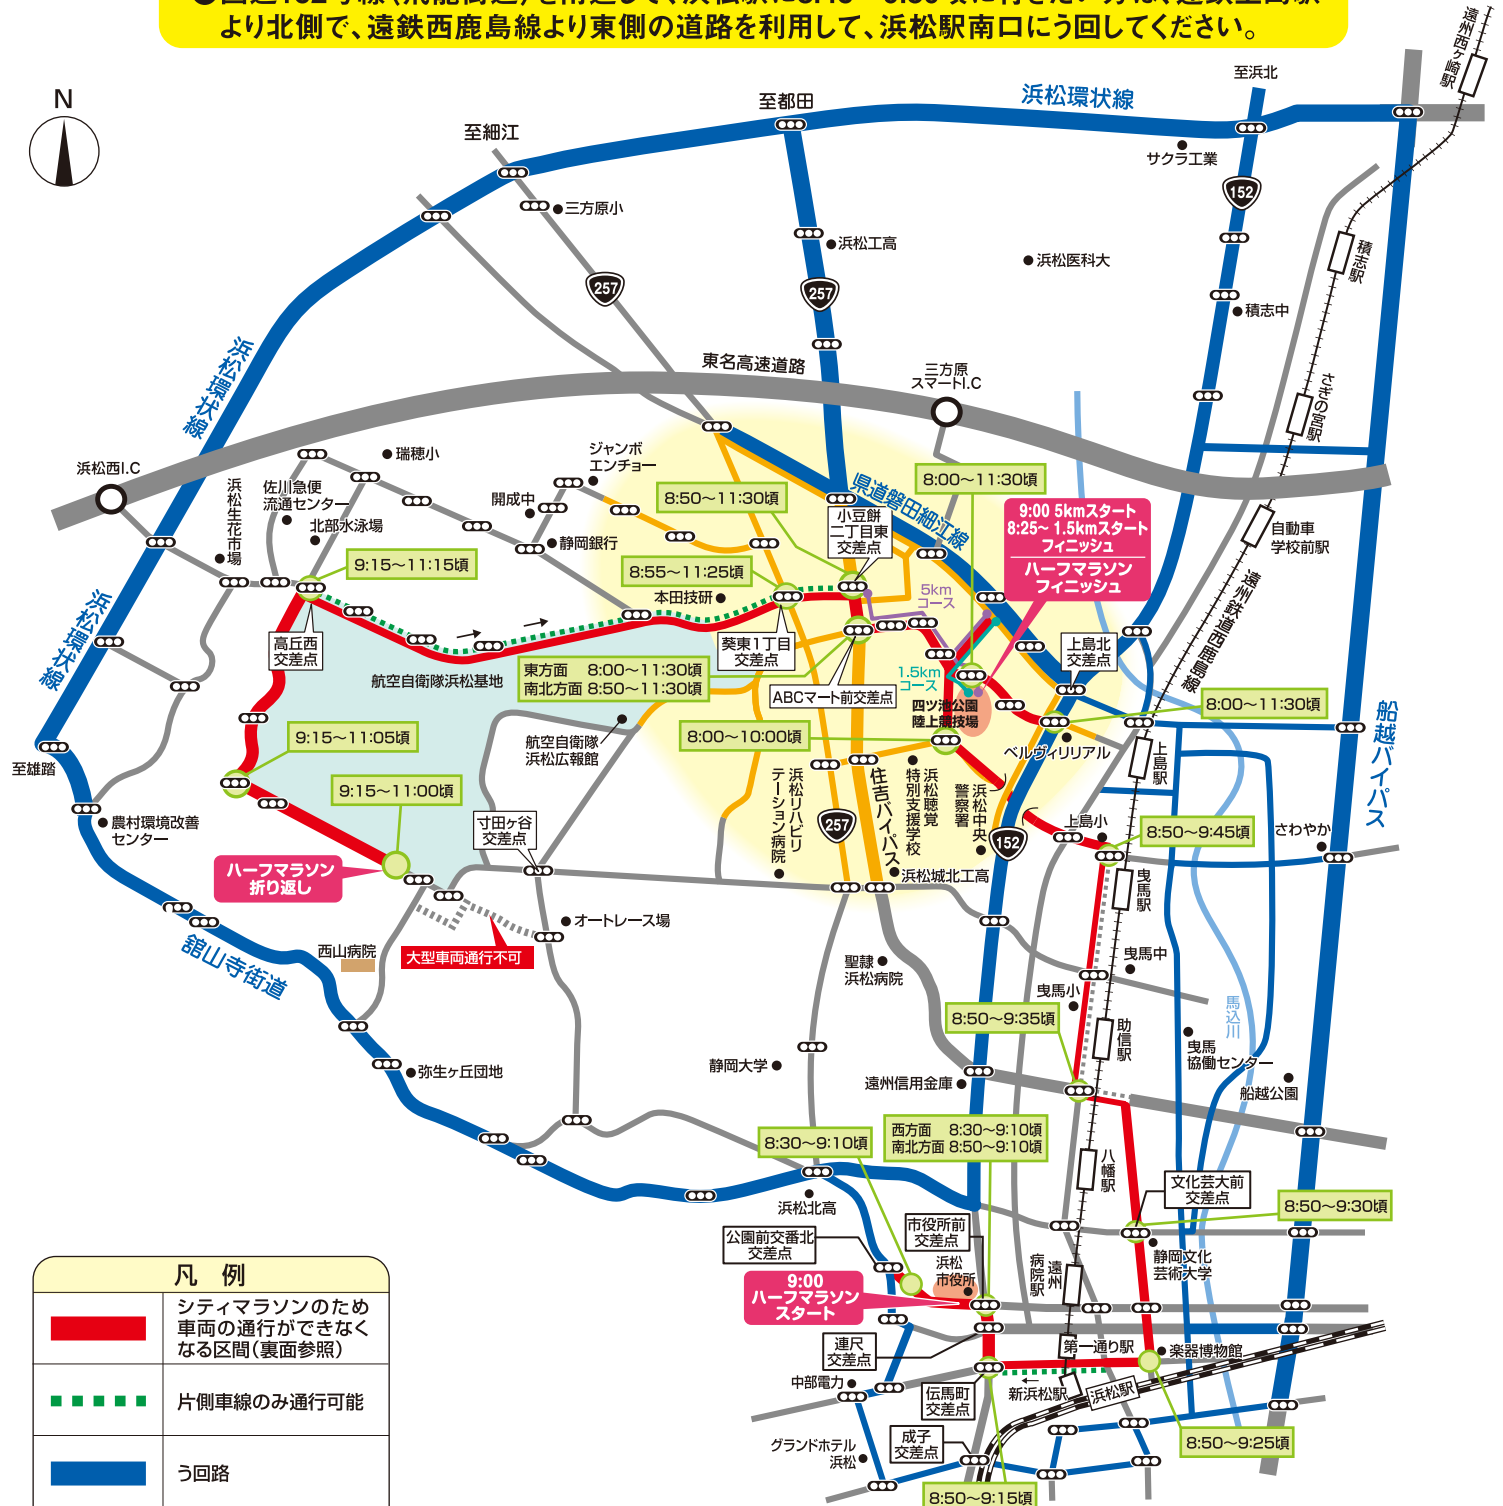 より北側で、遠鉄西鹿島線より東側の道路を利用して、浜松駅南口にう回してください。
N
遠州西ヶ崎駅
至浜北
至都田
浜松環状線
至細江
サクラ工業
152
三方原小
浜松工高
浜松医科大
積志駅
257
257
積志中
浜松環状線
東名高速道路
三方原
スマートI.C
さぎの宮駅
浜松西I.C
瑞穂小
ジャンボ
エンチョー
浜松生花市場
佐川急便
流通センター
北部水泳場
開成中
静岡銀行
8:50～11:30頃
8:00～11:30頃
県道磐田細江線
小豆餅
二丁目東
交差点
9:00 5kmスタート
8:25～ 1.5kmスタート
フィニッシュ
ハーフマラソン
フィニッシュ
自動車
学校前駅
9:15～11:15頃
8:55～11:25頃
本田技研
5km
コース
遠州鉄道西鹿島線
浜松環状線
高丘西
交差点
葵東1丁目
交差点
上島北
交差点
航空自衛隊浜松基地
東方面 8:00～11:30頃
南北方面 8:50～11:30頃
ABCマート前交差点
1.5km
コース
四ツ池公園
陸上競技場
8:00～11:30頃
船越バイパス
9:15～11:05頃
航空自衛隊
浜松広報館
8:00～10:00頃
ベルヴィリリアル
上島駅
至雄踏
9:15～11:00頃
浜松リハビリ
テーション病院
住吉バイパス
浜松聴覚
特別支援学校
浜松中央
警察署
農村環境改善
センター
寸田ヶ谷
交差点
257
152
上島小
8:50～9:45頃
さわやか
ハーフマラソン
折り返し
浜松城北工高
曳馬駅
オートレース場
西山病院
大型車両通行不可
舘山寺街道
聖隷
浜松病院
曳馬中
曳馬小
8:50～9:35頃
助信駅
馬込川
曳馬
協働センター
静岡大学
遠州信用金庫
弥生ヶ丘団地
船越公園
8:30～9:10頃
西方面 8:30～9:10頃
南北方面 8:50～9:10頃
八幡駅
文化芸大前
交差点
8:50～9:30頃
浜松北高
公園前交番北
交差点
市役所前
交差点
浜松
市役所
遠州
病院駅
静岡文化
芸術大学
9:00
ハーフマラソン
スタート
凡 例
シティマラソンのため
車両の通行ができなく
なる区間（裏面参照）
連尺
交差点
第一通り駅
楽器博物館
中部電力
伝馬町
交差点
新浜松駅
浜松駅
片側車線のみ通行可能
グランドホテル
浜松
成子
交差点
8:50～9:25頃
う回路
8:50～9:15頃